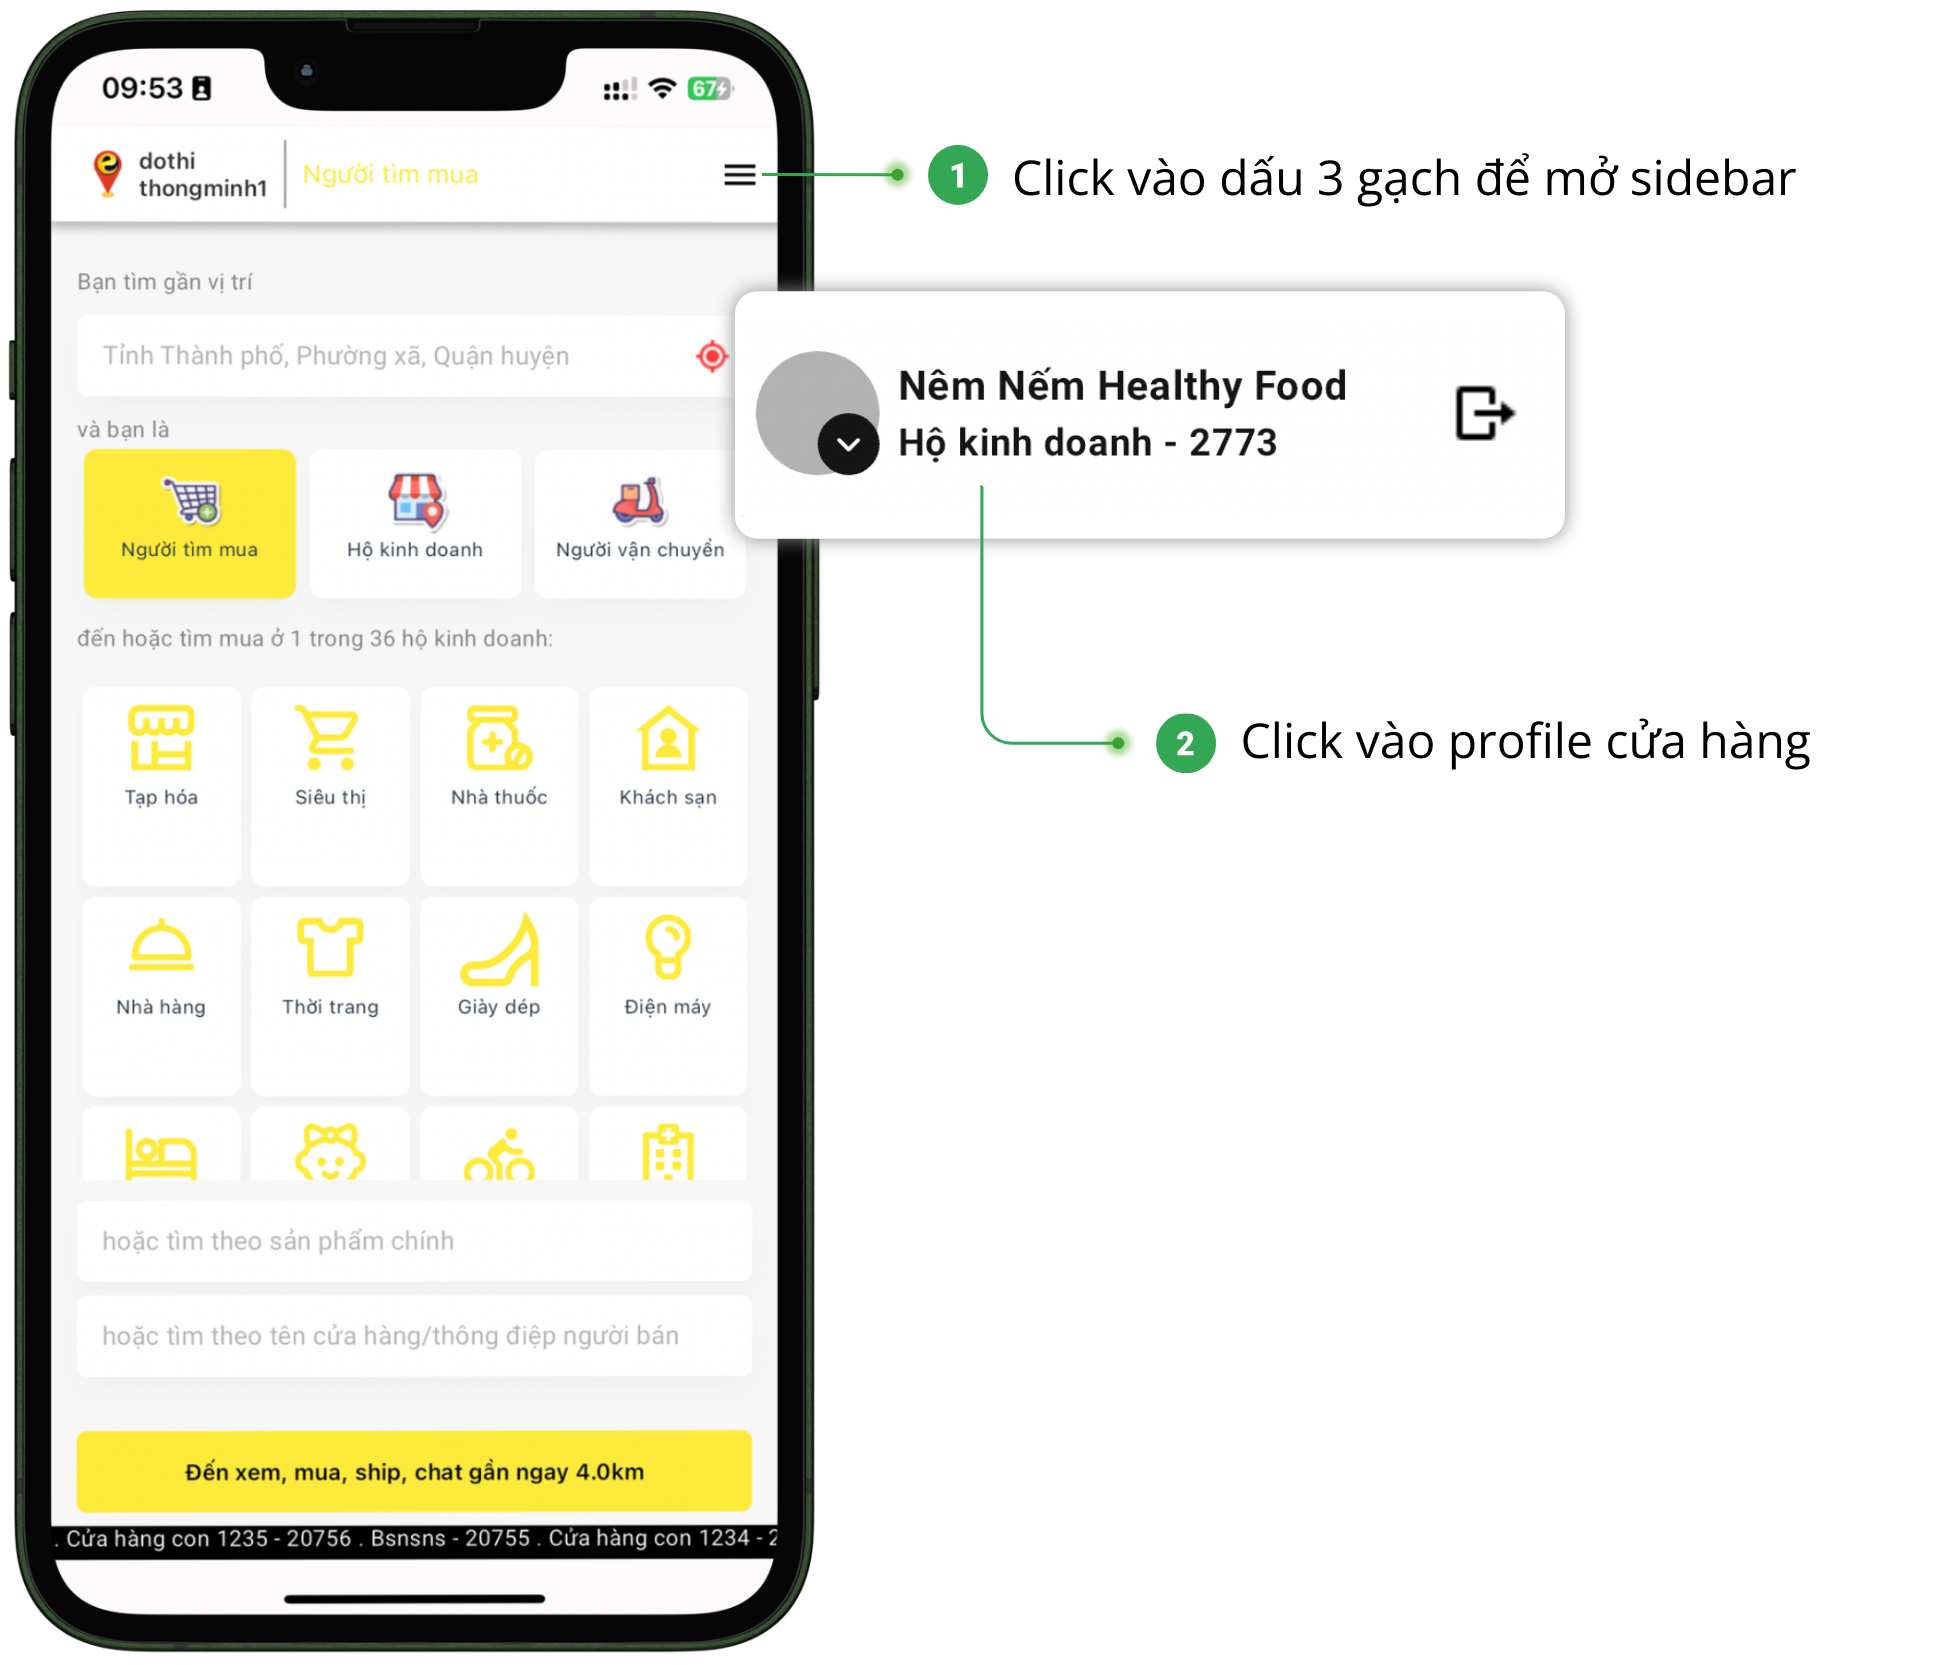 09:53
67
dothi
thongminh1
Người tìm mua
1 Click vào dấu 3 gạch để mở sidebar
Bạn tìm gần vị trí
Tỉnh Thành phố, Phường xã, Quận huyện
Nêm Nếm Healthy Food
Hộ kinh doanh - 2773
và bạn là
Người tìm mua
Hộ kinh doanh
Người vận chuyển
đến hoặc tìm mua ở 1 trong 36 hộ kinh doanh:
2 Click vào profile cửa hàng
Tạp hóa
Siêu thị
Nhà thuốc
Khách sạn
Nhà hàng
Thời trang
Giày dép
Điện máy
hoặc tìm theo sản phẩm chính
hoặc tìm theo tên cửa hàng/thông điệp người bán
Đến xem, mua, ship, chat gần ngay 4.0km
. Cửa hàng con 1235 - 20756 . Bsnsns - 20755 . Cửa hàng con 1234 - 2